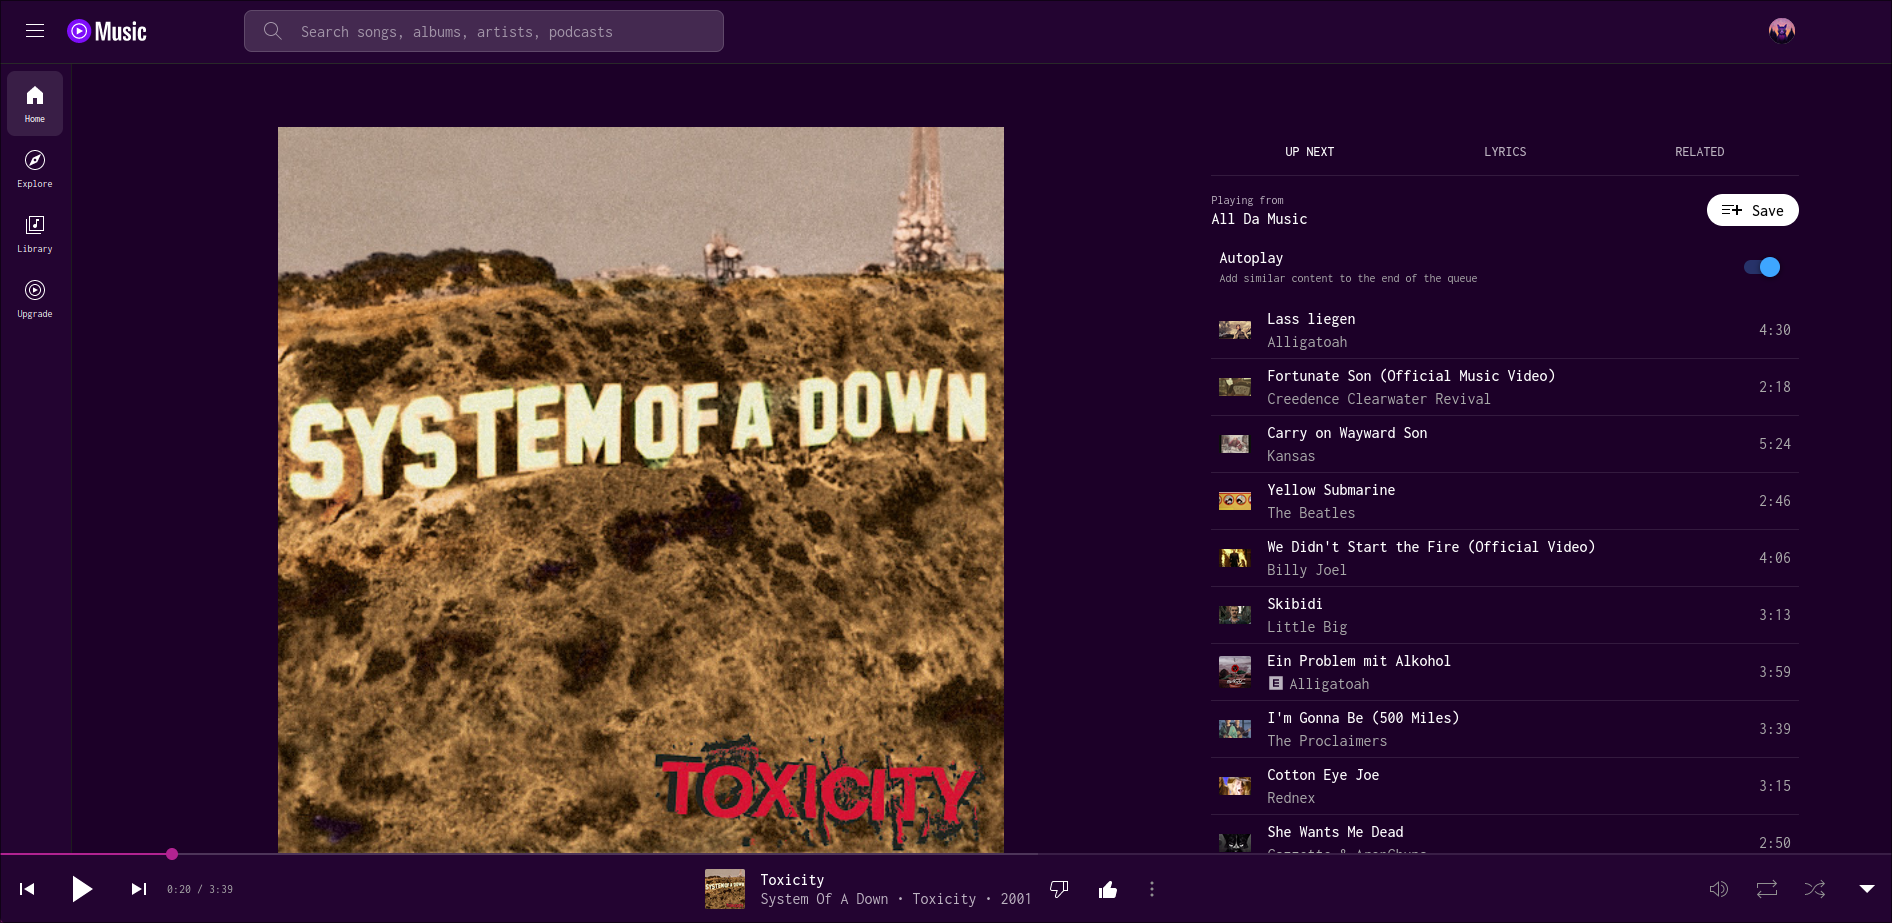 Music
Search songs, albums, artists, podcasts
Home
Explore
Library
Upgrade
SYSTEM OF A DOWN
TOXICITY
UP NEXT
LYRICS
RELATED
Playing from
All Da Music
Save
Autoplay
Add similar content to the end of the queue
Lass liegen
Alligatoah
4:30
Fortunate Son (Official Music Video)
Creedence Clearwater Revival
2:18
Carry on Wayward Son
Kansas
5:24
Yellow Submarine
The Beatles
2:46
We Didn't Start the Fire (Official Video)
Billy Joel
4:06
Skibidi
Little Big
3:13
Ein Problem mit Alkohol
E Alligatoah
3:59
I'm Gonna Be (500 Miles)
The Proclaimers
3:39
Cotton Eye Joe
Rednex
3:15
She Wants Me Dead
2:50
0:20 / 3:39
SYSTEM OF A DOWN
Toxicity
System Of A Down • Toxicity • 2001